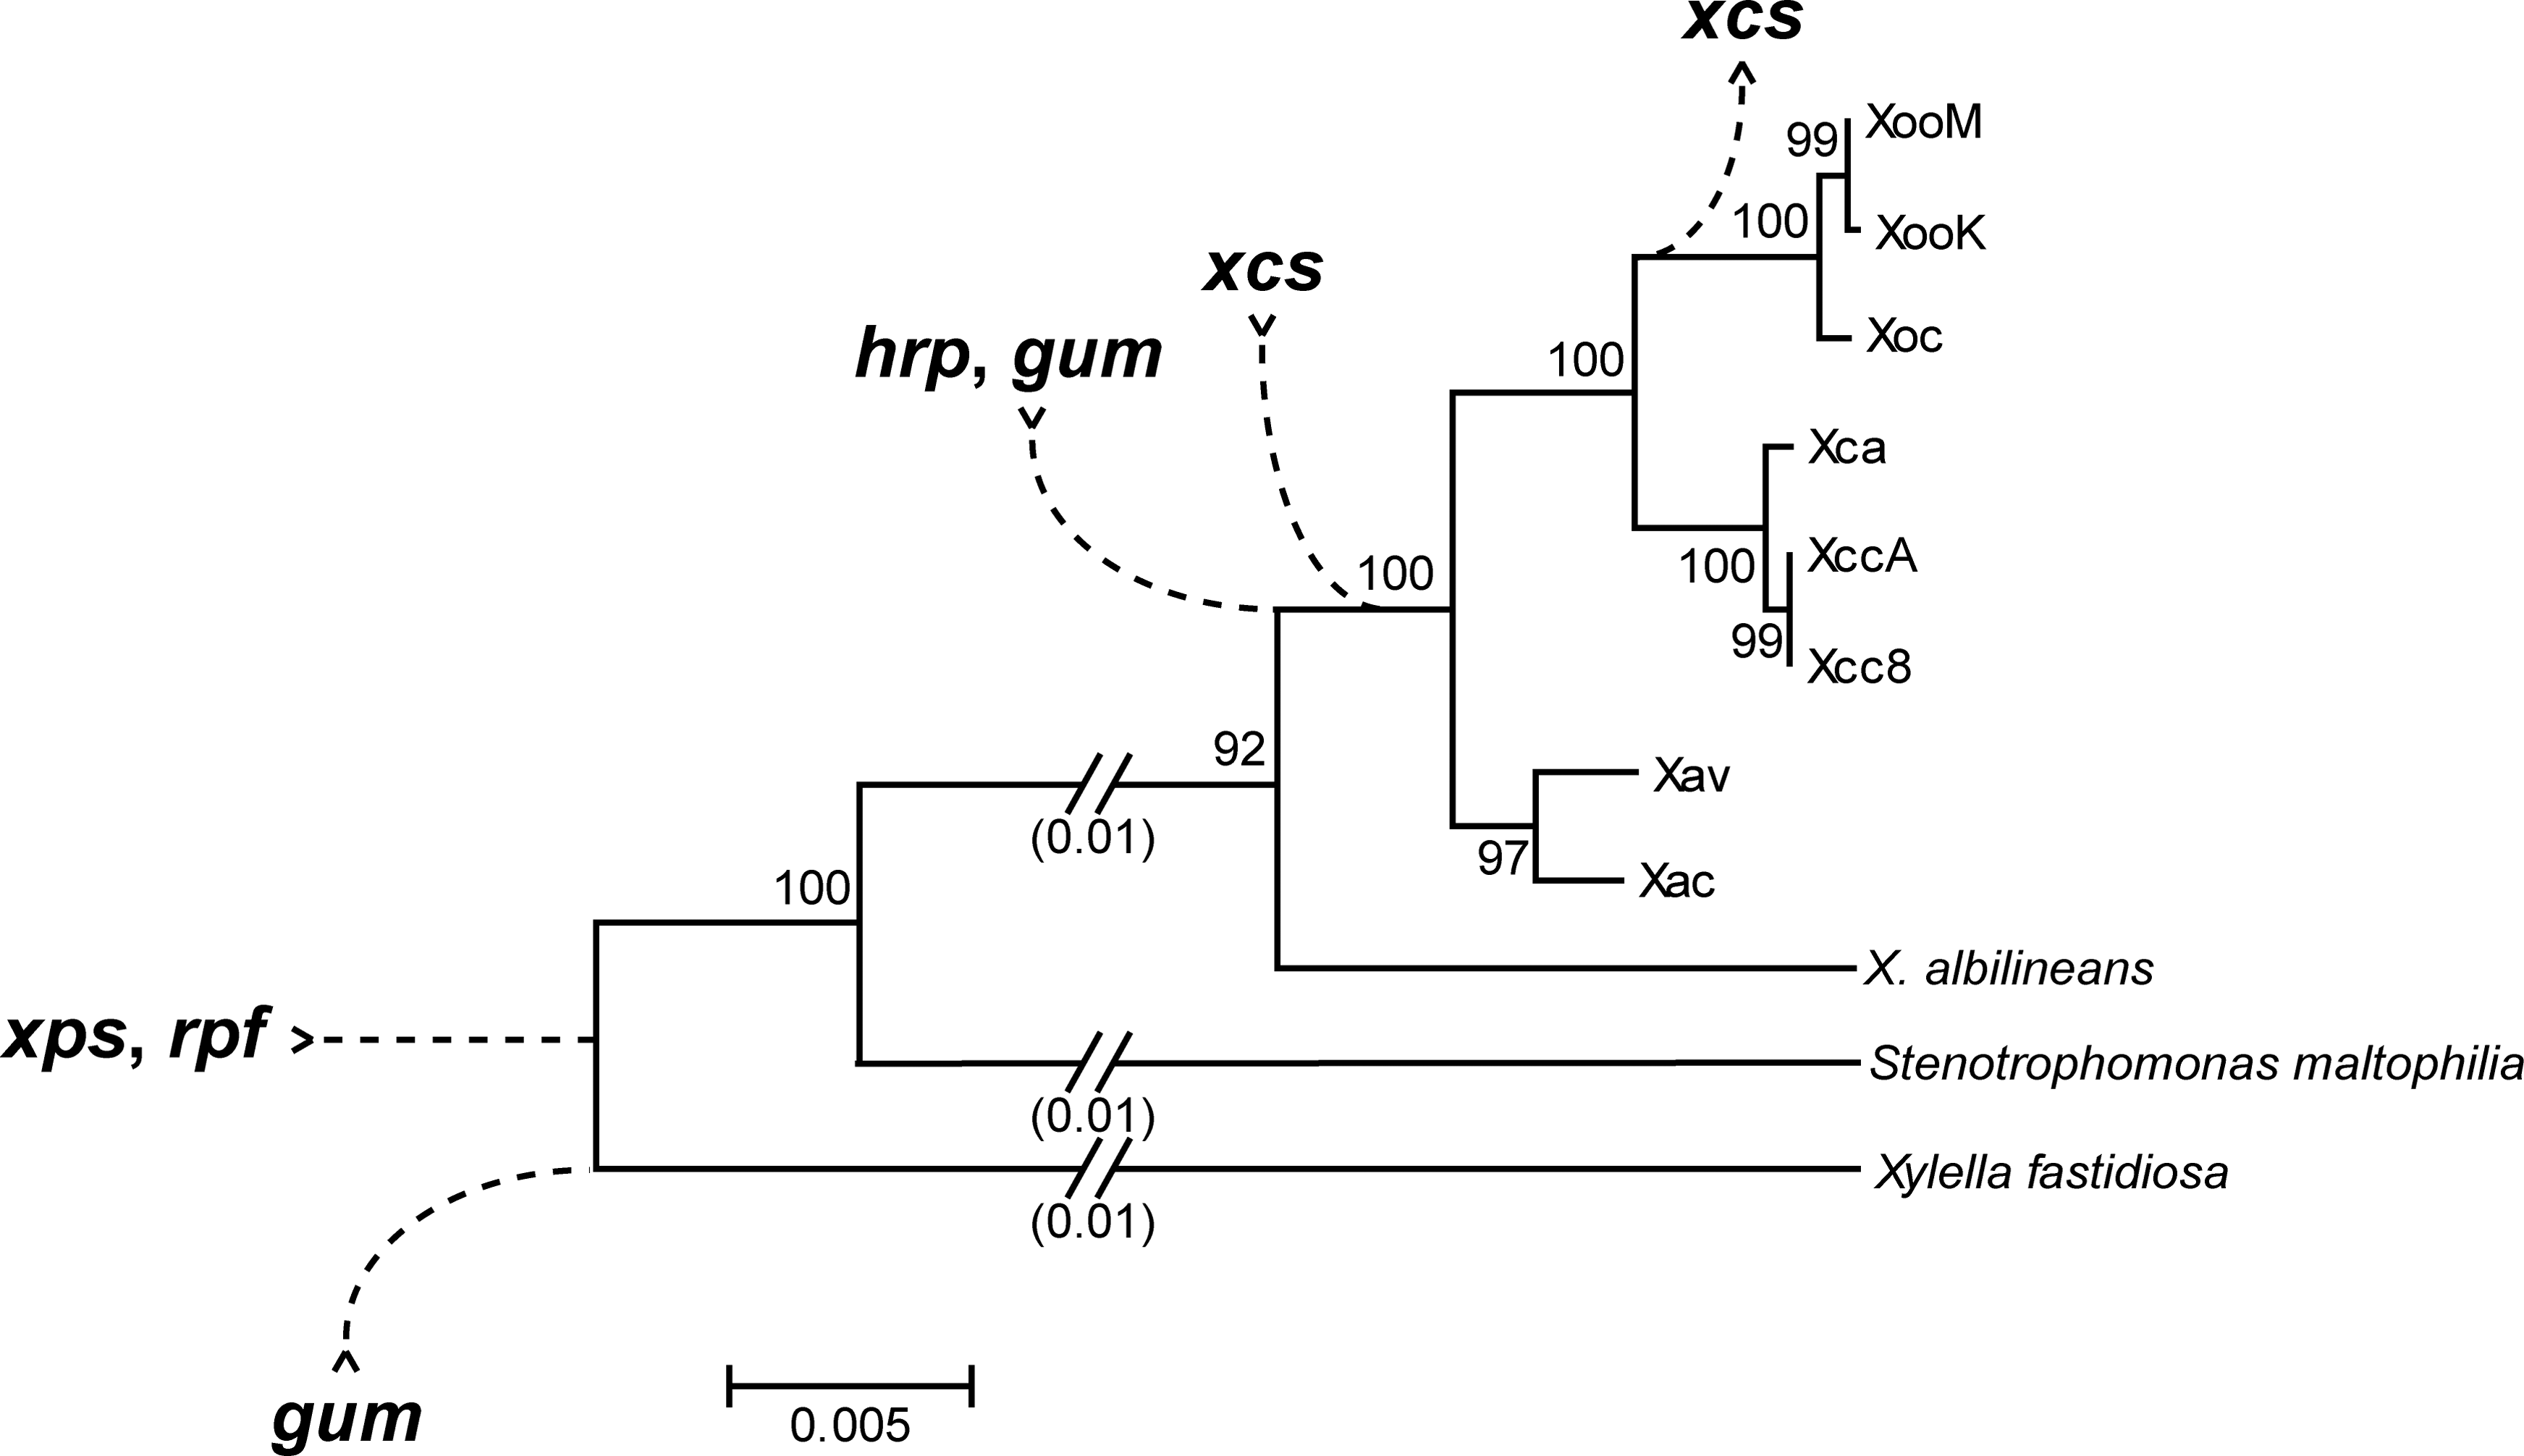 xcs
XooM
99
100
XooK
xcs
hrp, gum
Xoc
100
Xca
100
XccA
100
99
Xcc8
92
Xav
(0.01)
97
Xac
100
X. albilineans
xps, rpf
Stenotrophomonas maltophilia
(0.01)
Xylella fastidiosa
(0.01)
gum
0.005